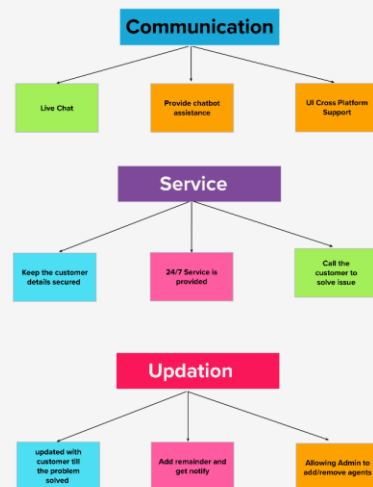 Communication
Live Chat
Provide chatbot
assistance
UI Cross Platform
Support
Service
Keep the customer
details secured
24/7 Service is
provided
Call the
customer to
solve issue
Updation
updated with
customer till
the problem
solved
Add remainder and
get notify
Allowing Admin to
add/remove agents